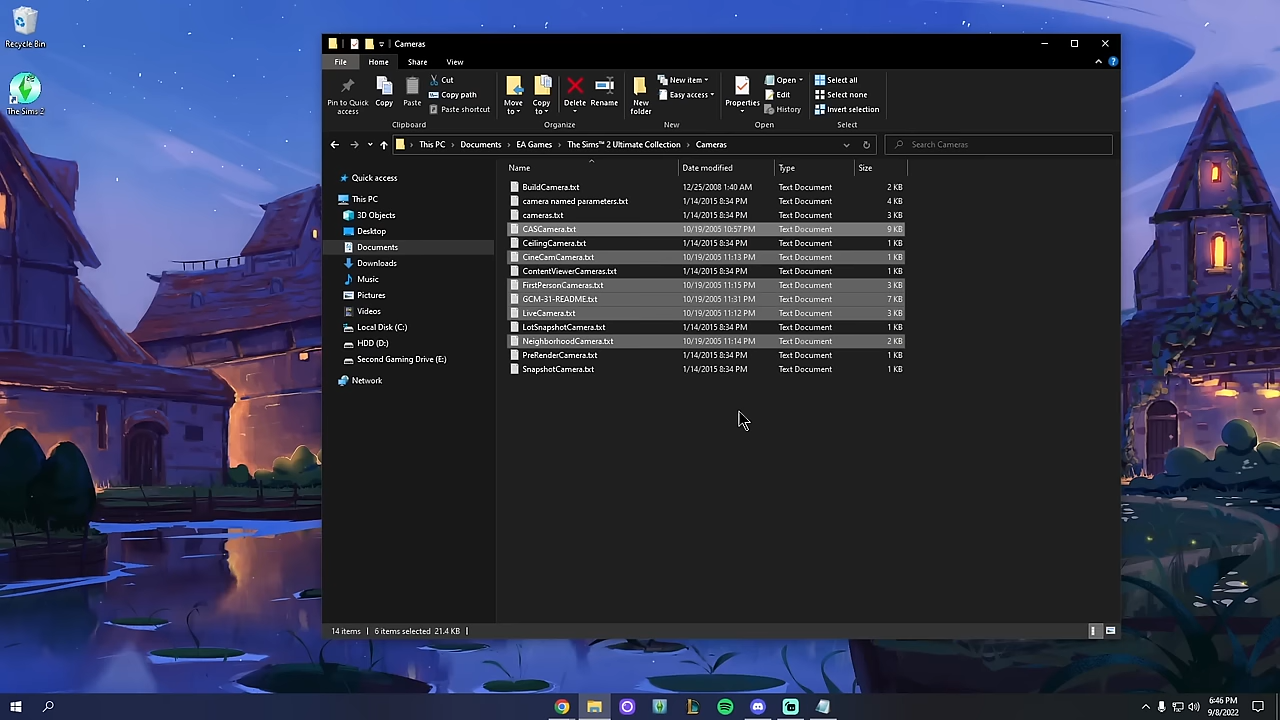 Recycle Bin
The Sims 2
Cameras
File Home Share View
Pin to Quick access
Copy
Paste
Cut
Copy path
Paste shortcut
Clipboard
Move to
Copy to
Delete
Rename
Organize
New folder
New item
Easy access
New
Properties
Open
Edit
History
Open
Select all
Select none
Invert selection
Select
This PC > Documents > EA Games > The Sims™ 2 Ultimate Collection > Cameras
Search Cameras
Quick access
This PC
3D Objects
Desktop
Documents
Downloads
Music
Pictures
Videos
Local Disk (C:)
HDD (D:)
Second Gaming Drive (E:)
Network
Name Date modified Type Size
BuildCamera.txt 12/25/2008 1:40 AM Text Document 2 KB
camera named parameters.txt 1/14/2015 8:34 PM Text Document 4 KB
cameras.txt 1/14/2015 8:34 PM Text Document 3 KB
CASCamera.txt 10/19/2005 10:57 PM Text Document 9 KB
CeilingCamera.txt 1/14/2015 8:34 PM Text Document 1 KB
CineCamCamera.txt 10/19/2005 11:13 PM Text Document 1 KB
ContentViewerCameras.txt 1/14/2015 8:34 PM Text Document 1 KB
FirstPersonCameras.txt 10/19/2005 11:15 PM Text Document 3 KB
GCM-31-README.txt 10/19/2005 11:31 PM Text Document 7 KB
LiveCamera.txt 10/19/2005 11:12 PM Text Document 3 KB
LotSnapshotCamera.txt 1/14/2015 8:34 PM Text Document 1 KB
NeighborhoodCamera.txt 10/19/2005 11:14 PM Text Document 2 KB
PreRenderCamera.txt 1/14/2015 8:34 PM Text Document 1 KB
SnapshotCamera.txt 1/14/2015 8:34 PM Text Document 1 KB
14 items 6 items selected 21.4 KB
6:46 PM
9/8/2022